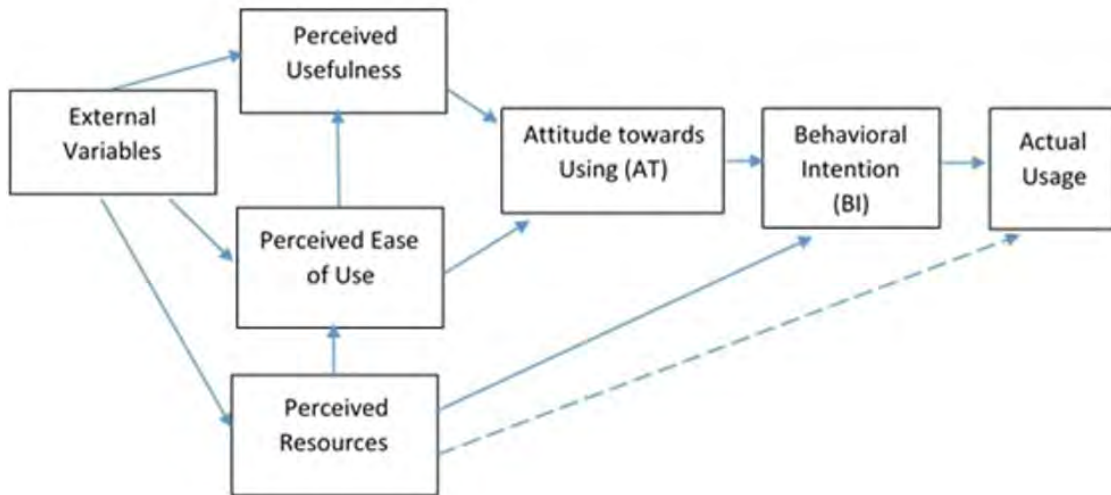 Perceived
Usefulness
External
Variables
Attitude towards
Using (AT)
Behavioral
Intention
(BI)
Actual
Usage
Perceived Ease
of Use
Perceived
Resources